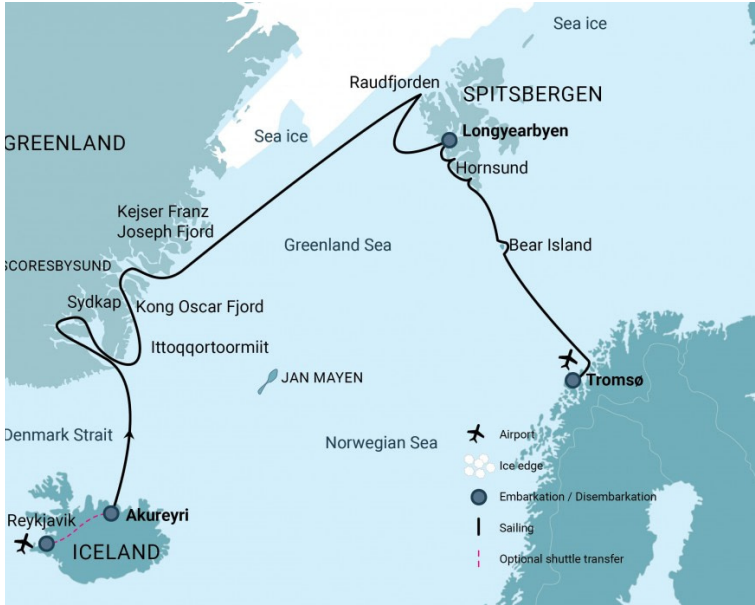 Sea ice
Raudfjorden
SPITSBERGEN
Longyearbyen
GREENLAND
Sea ice
Hornsund
Kejser Franz
Joseph Fjord
Greenland Sea
Bear Island
SCORESBYSUND
Sydkap
Kong Oscar Fjord
Ittoqqortoormiit
JAN MAYEN
Tromsø
Denmark Strait
Norwegian Sea
Airport
Ice edge
Embarkation / Disembarkation
Sailing
Optional shuttle transfer
Reykjavik
Akureyri
ICELAND